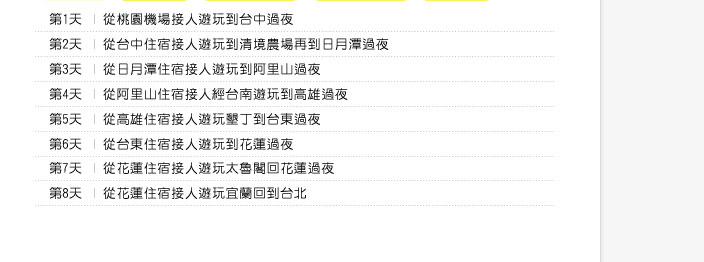 第1天 | 從桃園機場接人遊玩到台中過夜
第2天 | 從台中住宿接人遊玩到清境農場再到日月潭過夜
第3天 | 從日月潭住宿接人遊玩到阿里山過夜
第4天 | 從阿里山住宿接人經台南遊玩到高雄過夜
第5天 | 從高雄住宿接人遊玩墾丁到台東過夜
第6天 | 從台東住宿接人遊玩到花蓮過夜
第7天 | 從花蓮住宿接人遊玩太魯閣回花蓮過夜
第8天 | 從花蓮住宿接人遊玩宜蘭回到台北